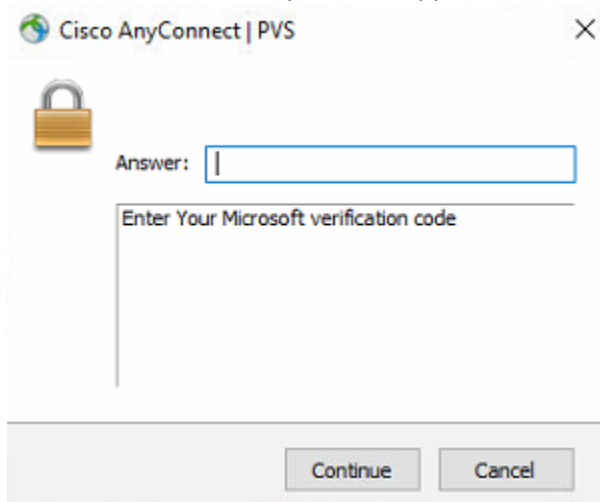 Cisco AnyConnect | PVS
Answer:
Enter Your Microsoft verification code
Continue
Cancel